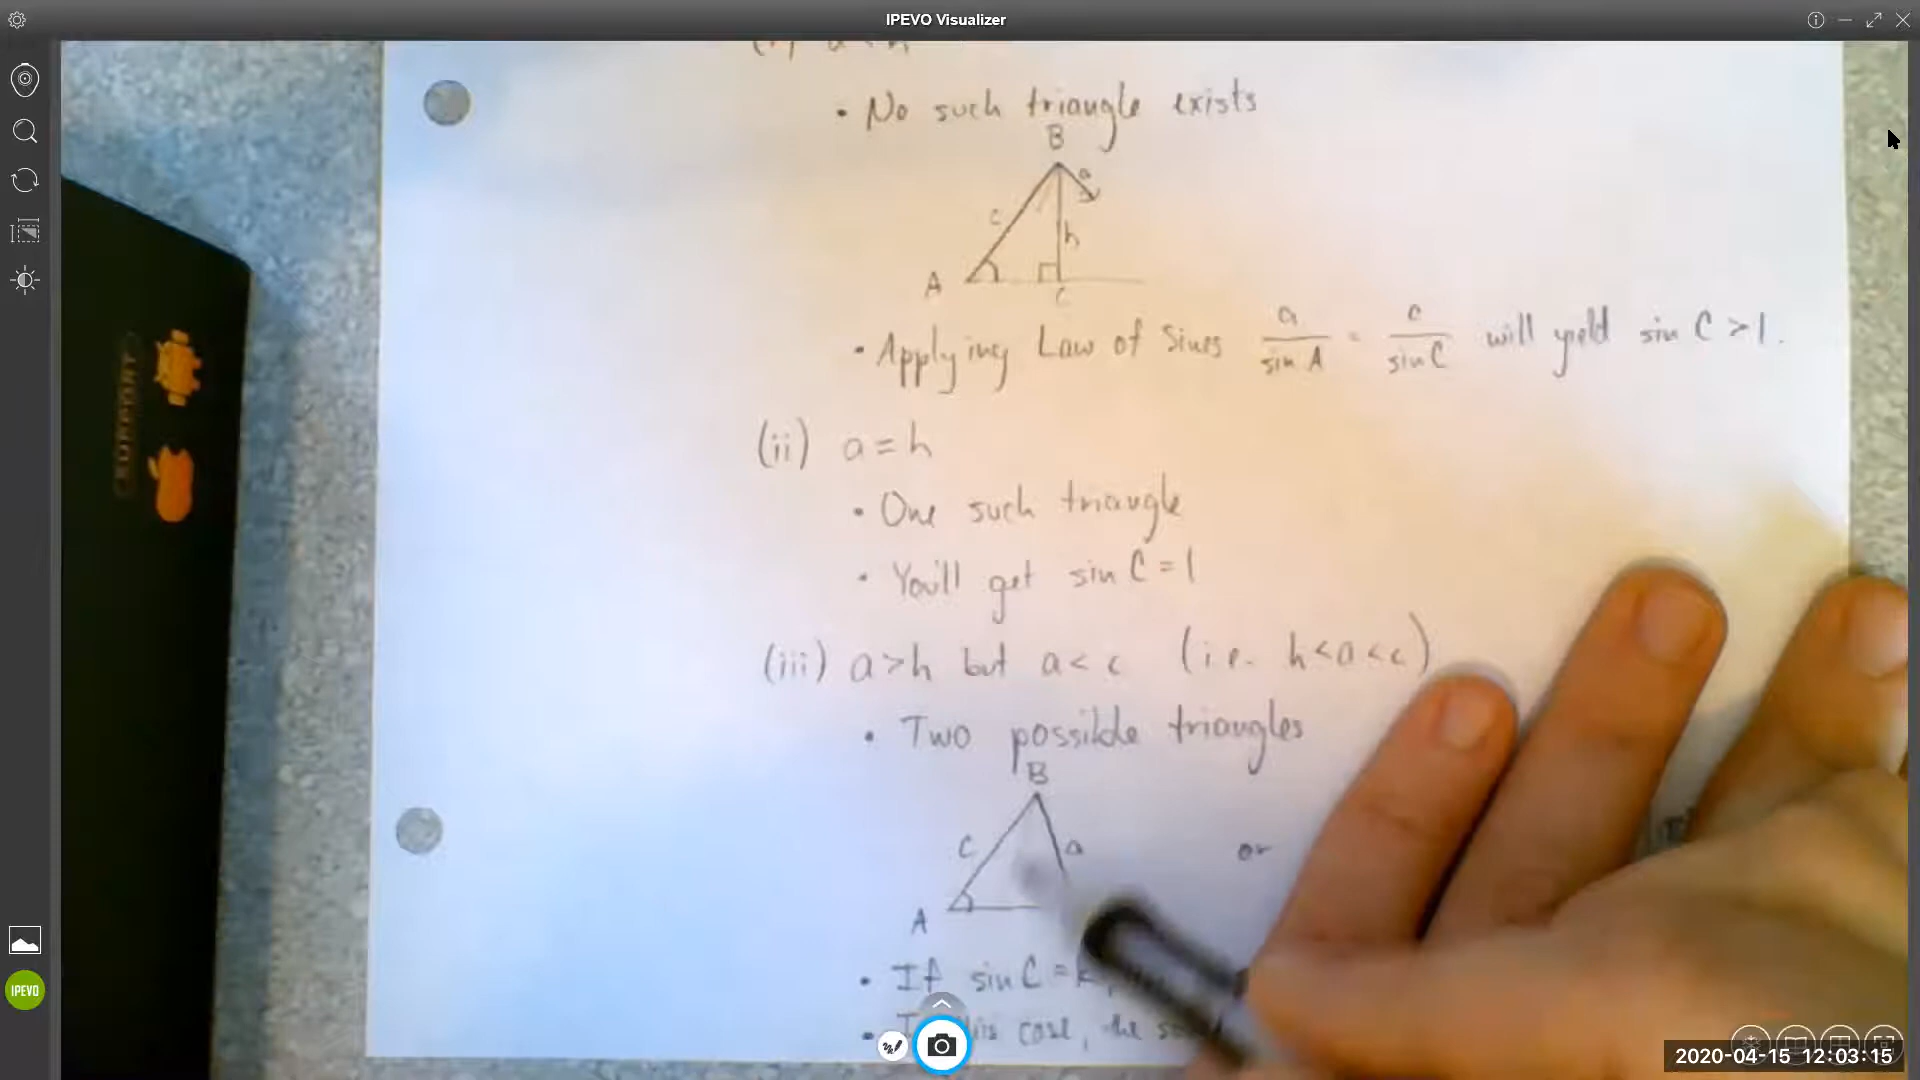 IPEVO Visualizer
• No such triangle exists
B
a
c
h
A
C
• Applying Law of Sines a/sin A = c/sin C will yield sin C > 1.
(ii) a = h
• One such triangle
• You'll get sin C = 1
(iii) a > h but a < c (i.e. h < a < c)
• Two possible triangles
B
c
a
or
A
• If sin C = k
case, the
IPEVO
2020-04-15 12:03:15